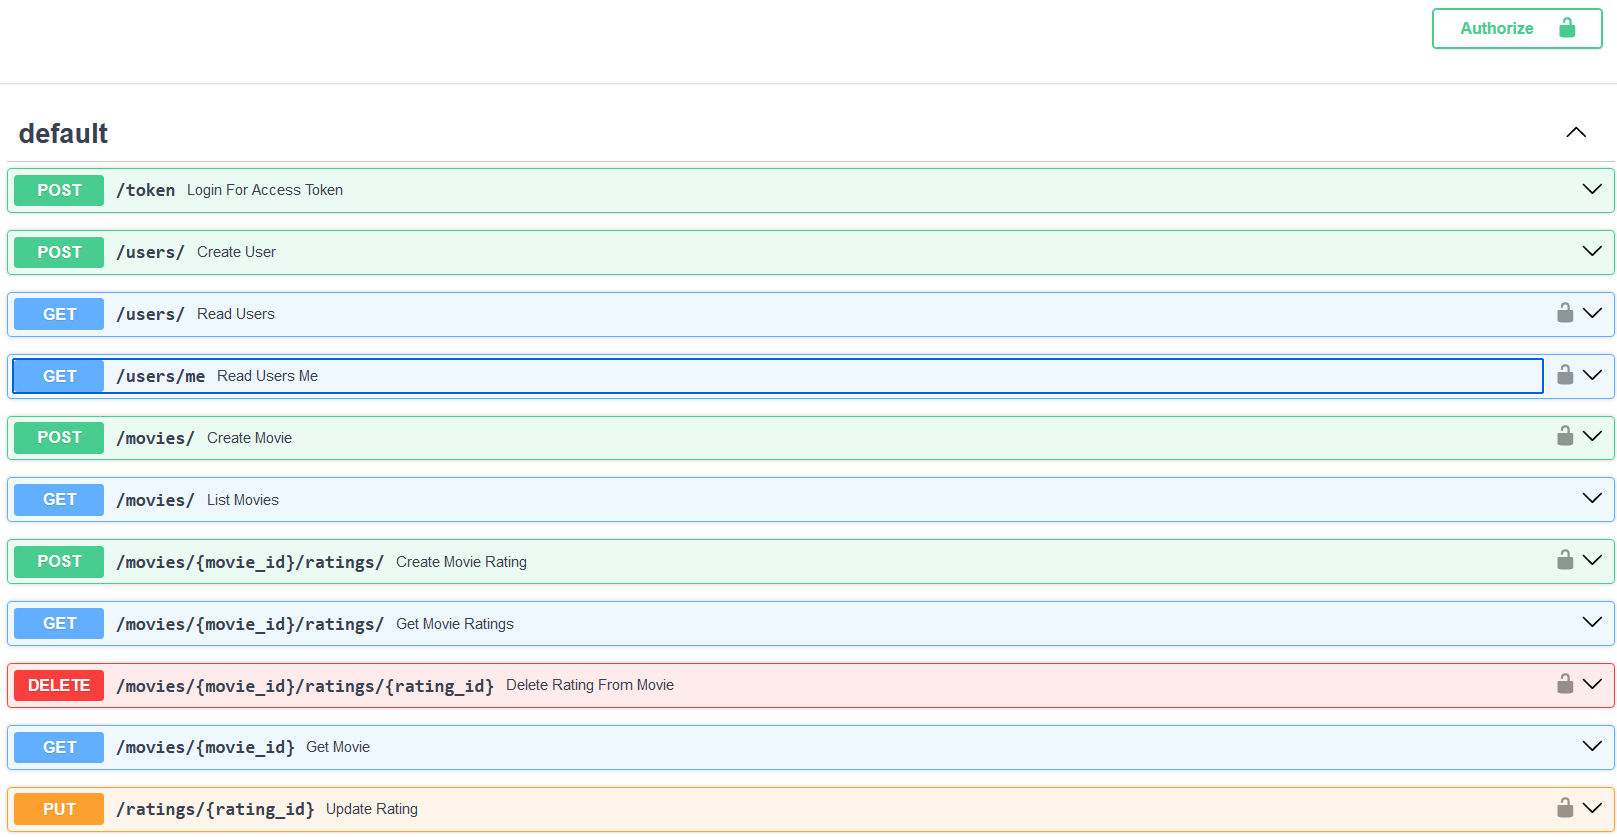 Authorize
default
POST /token Login For Access Token
POST /users/ Create User
GET /users/ Read Users
GET /users/me Read Users Me
POST /movies/ Create Movie
GET /movies/ List Movies
POST /movies/{movie_id}/ratings/ Create Movie Rating
GET /movies/{movie_id}/ratings/ Get Movie Ratings
DELETE /movies/{movie_id}/ratings/{rating_id} Delete Rating From Movie
GET /movies/{movie_id} Get Movie
PUT /ratings/{rating_id} Update Rating